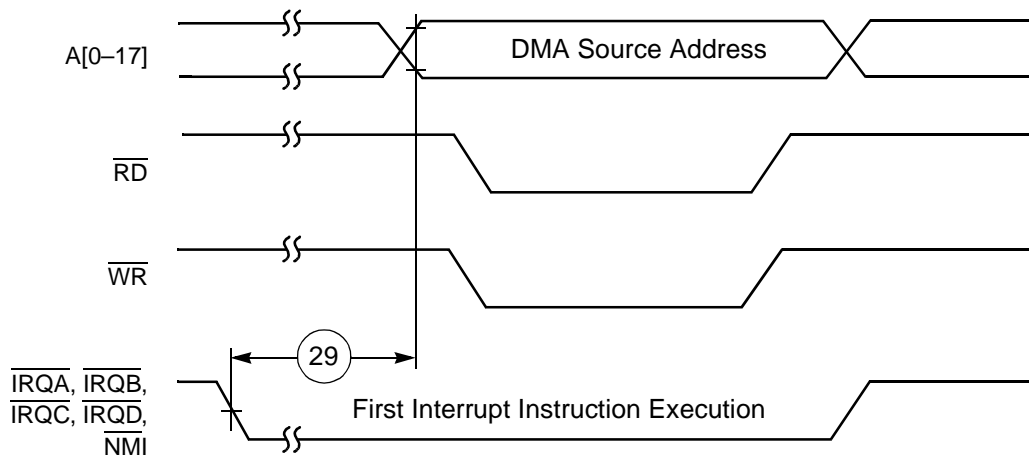 A[0–17]
DMA Source Address
RD
WR
29
IRQA, IRQB,
IRQC, IRQD,
NMI
First Interrupt Instruction Execution